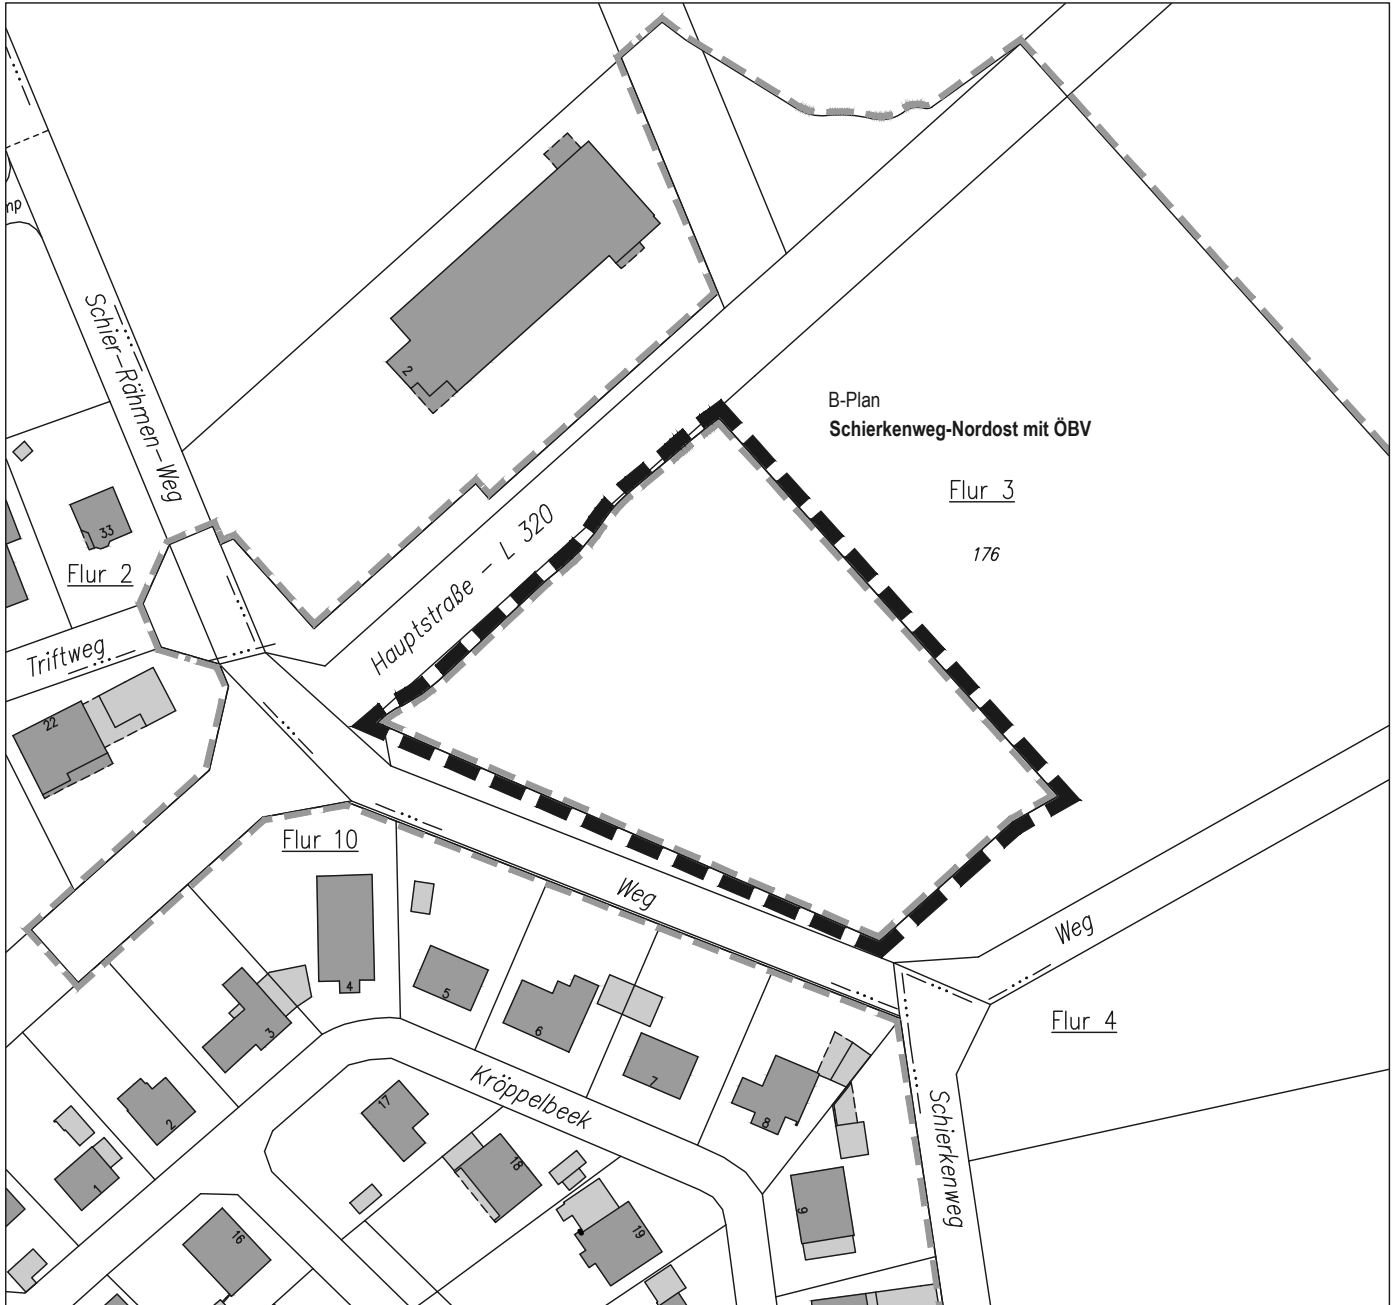 np
Schier-Rähmen-Weg
2
B-Plan
Schierkenweg-Nordost mit ÖBV
Flur 3
176
33
Flur 2
Hauptstraße - L 320
Triftweg
22
Flur 10
Weg
Weg
Flur 4
4
5
6
3
7
8
2
1
17
Kröppelbeek
18
Schierkenweg
9
19
16